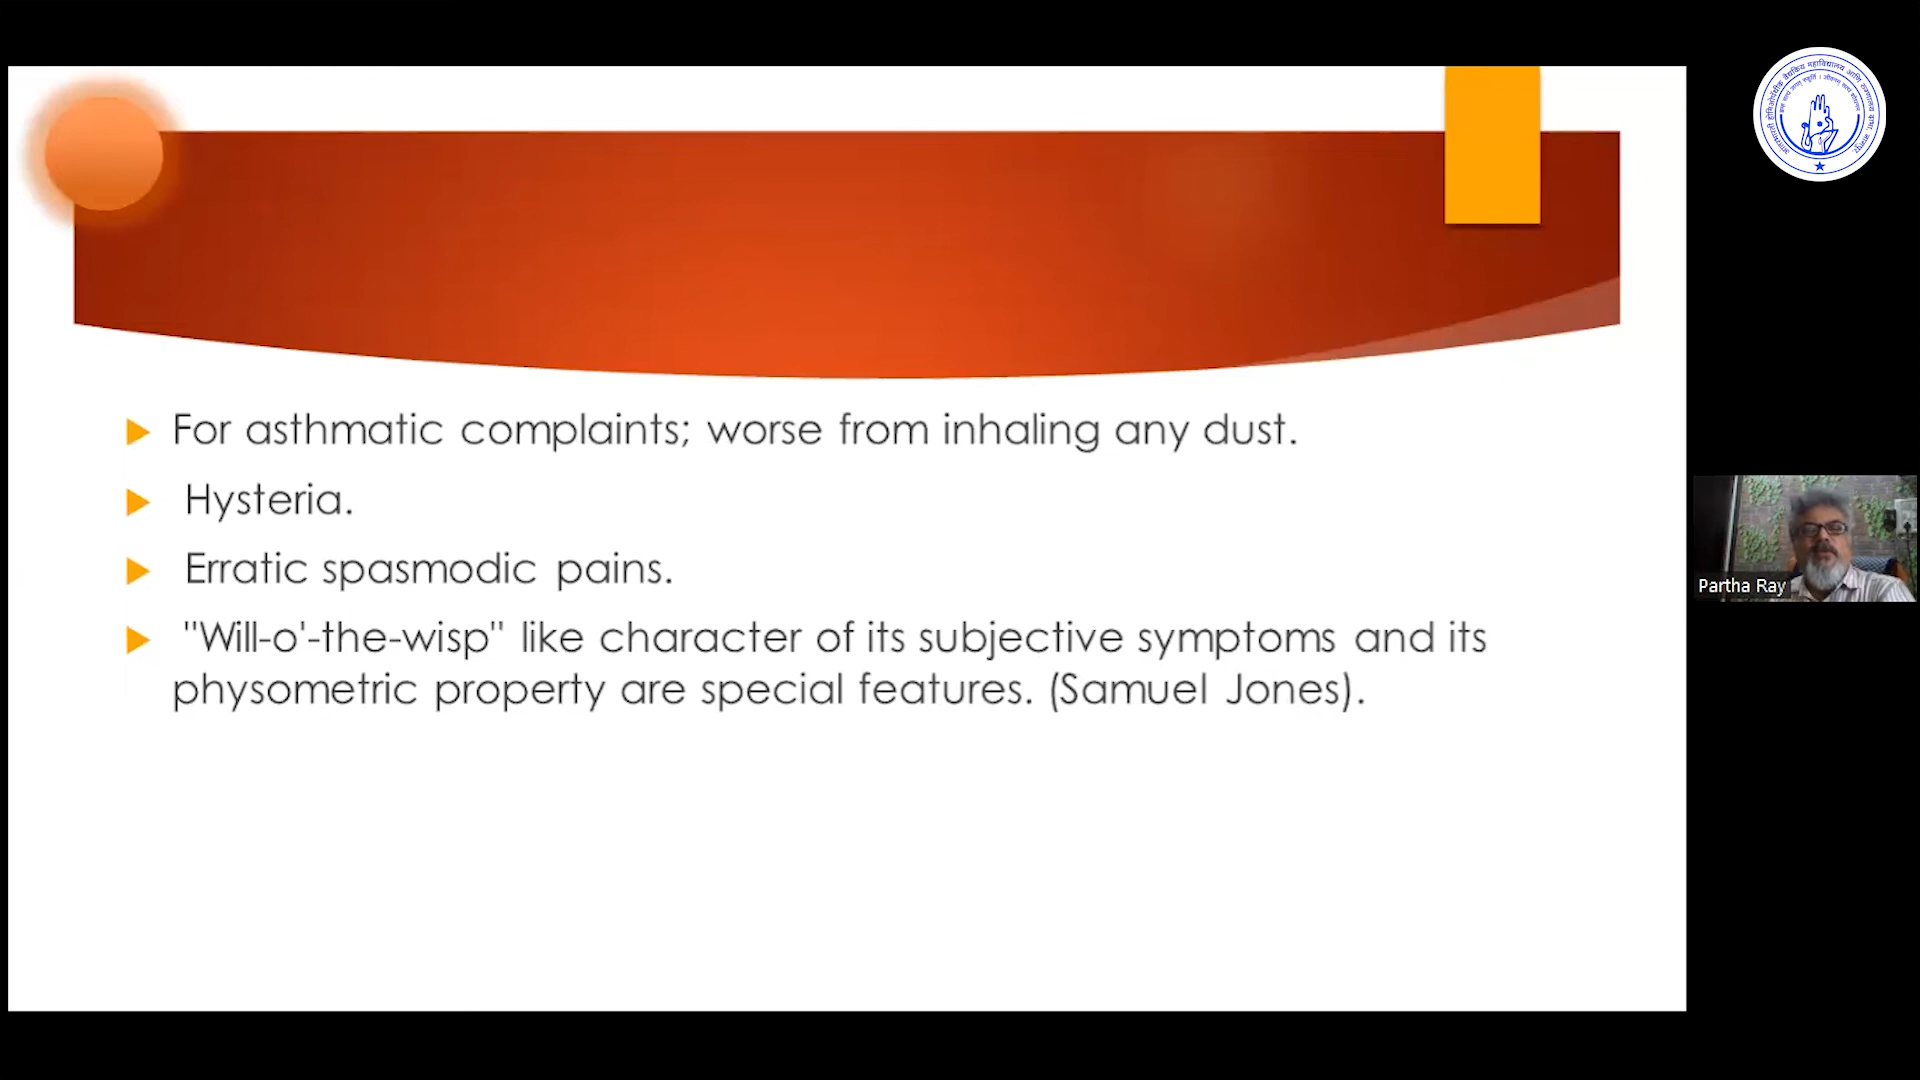 For asthmatic complaints; worse from inhaling any dust.
Hysteria.
Erratic spasmodic pains.
"Will-o'-the-wisp" like character of its subjective symptoms and its
physometric property are special features. (Samuel Jones).
Partha Ray